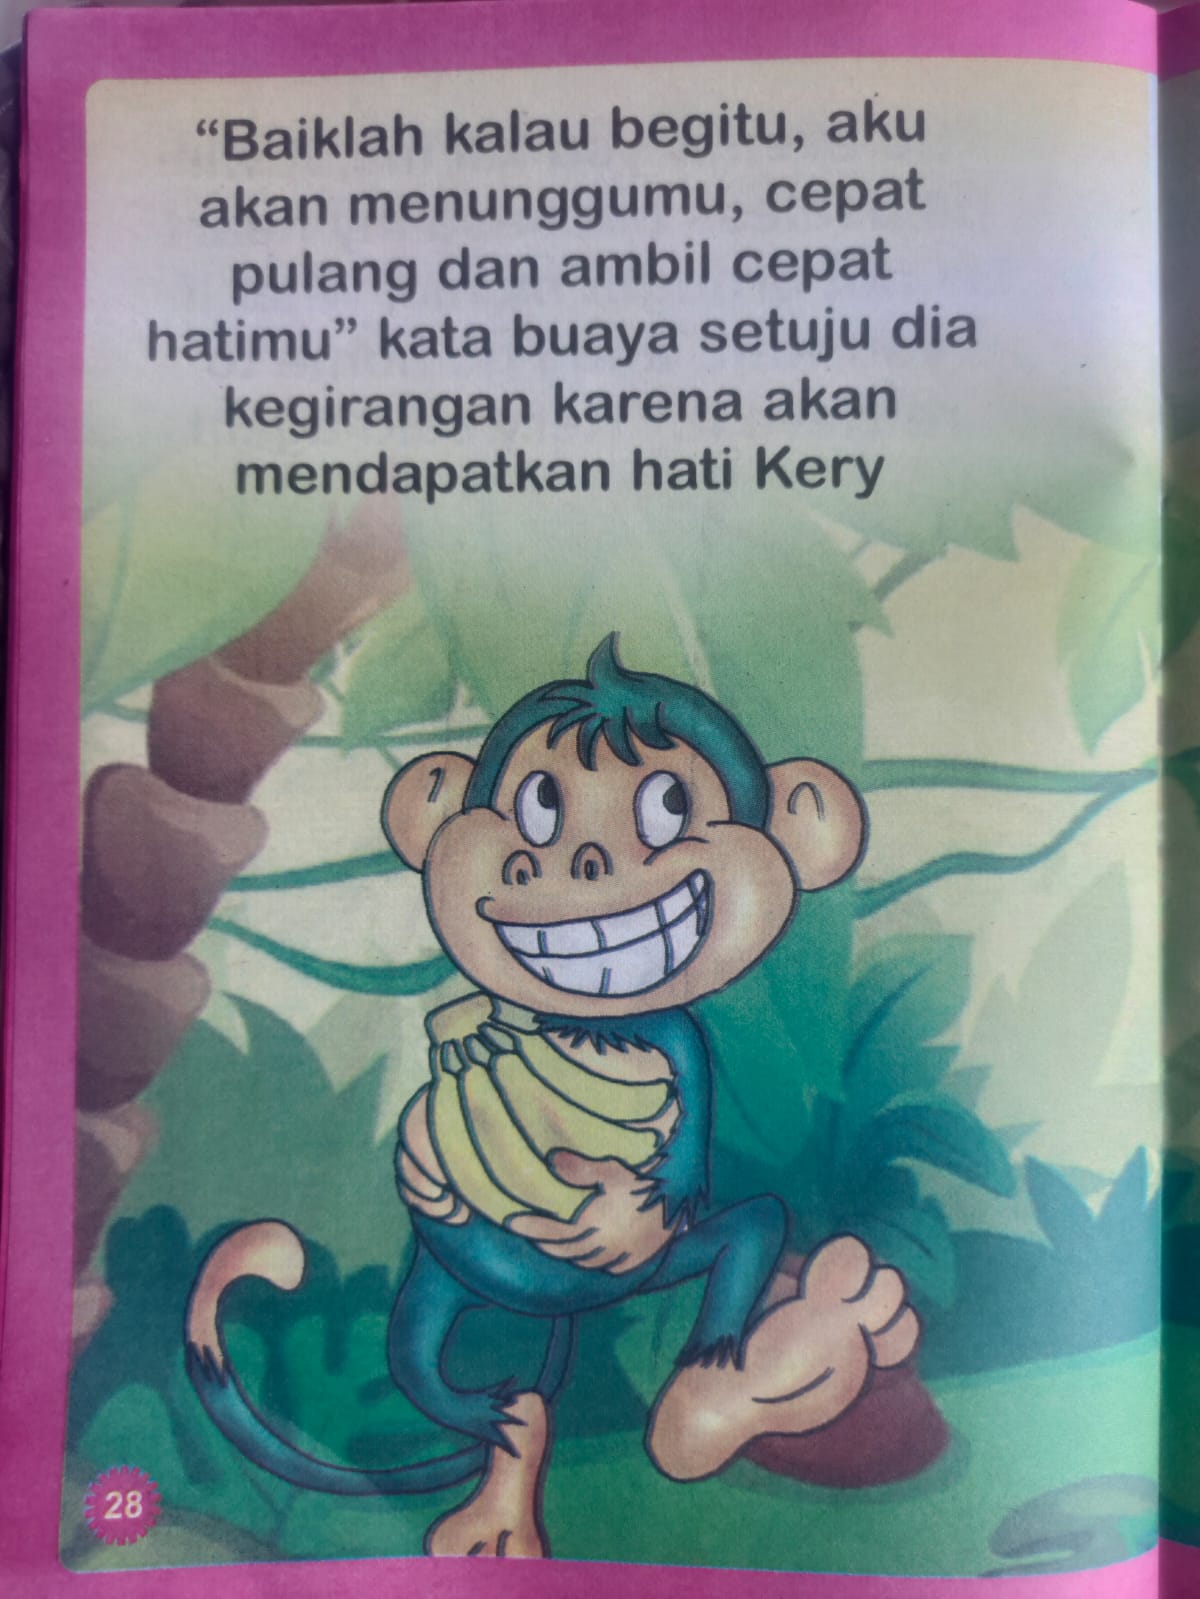 “Baiklah kalau begitu, aku
akan menunggumu, cepat
pulang dan ambil cepat
hatimu” kata buaya setuju dia
kegirangan karena akan
mendapatkan hati Kery
28